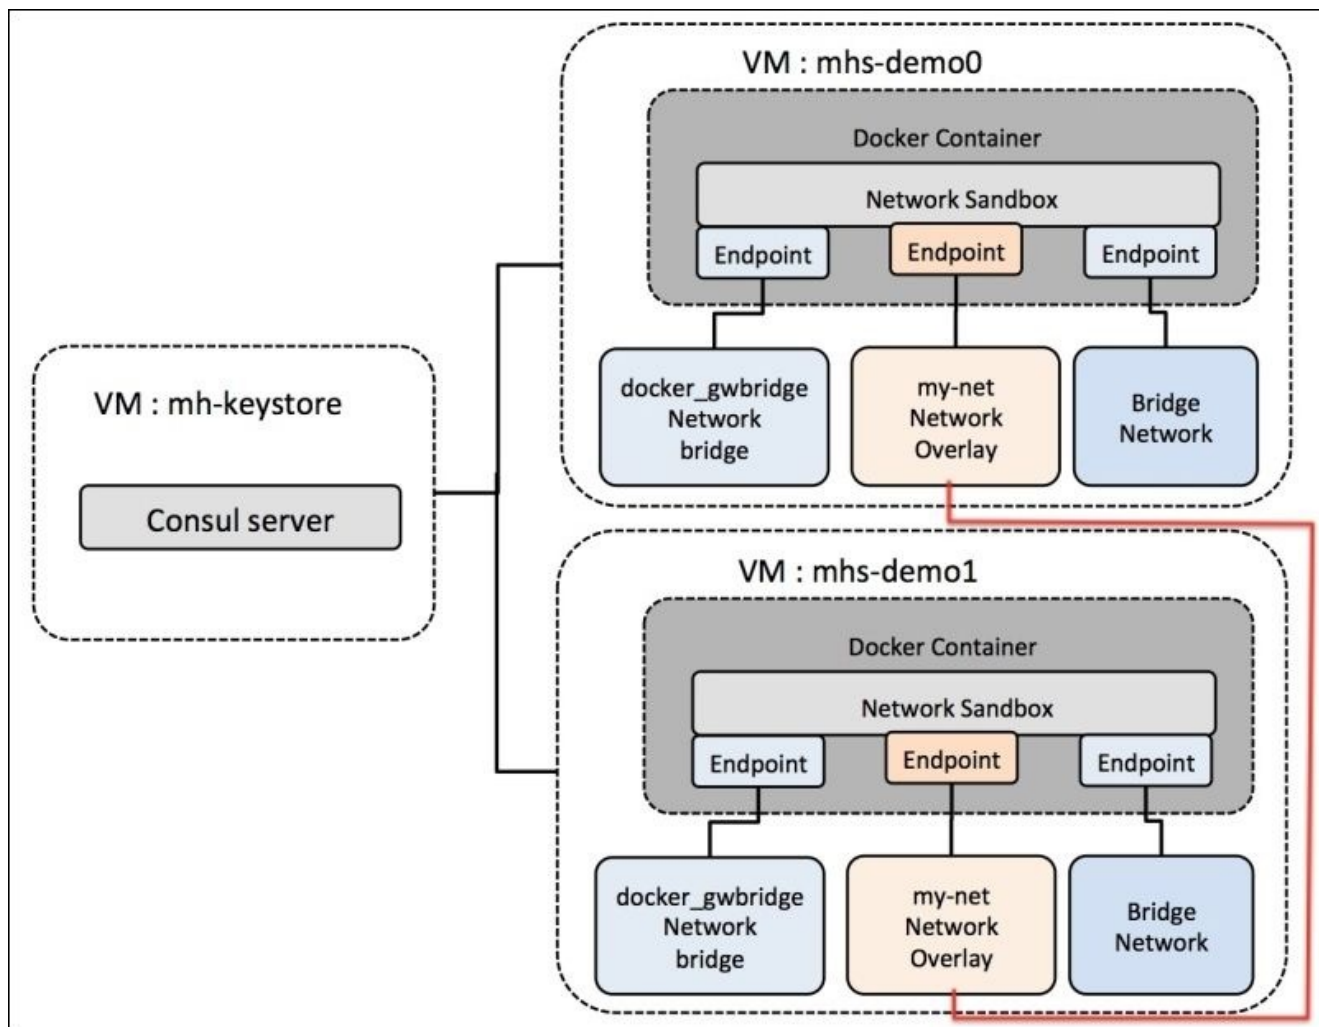 VM : mhs-demo0
Docker Container
Network Sandbox
Endpoint
Endpoint
Endpoint
docker_gwbridge
Network
bridge
my-net
Network
Overlay
Bridge
Network
VM : mh-keystore
Consul server
VM : mhs-demo1
Docker Container
Network Sandbox
Endpoint
Endpoint
Endpoint
docker_gwbridge
Network
bridge
my-net
Network
Overlay
Bridge
Network